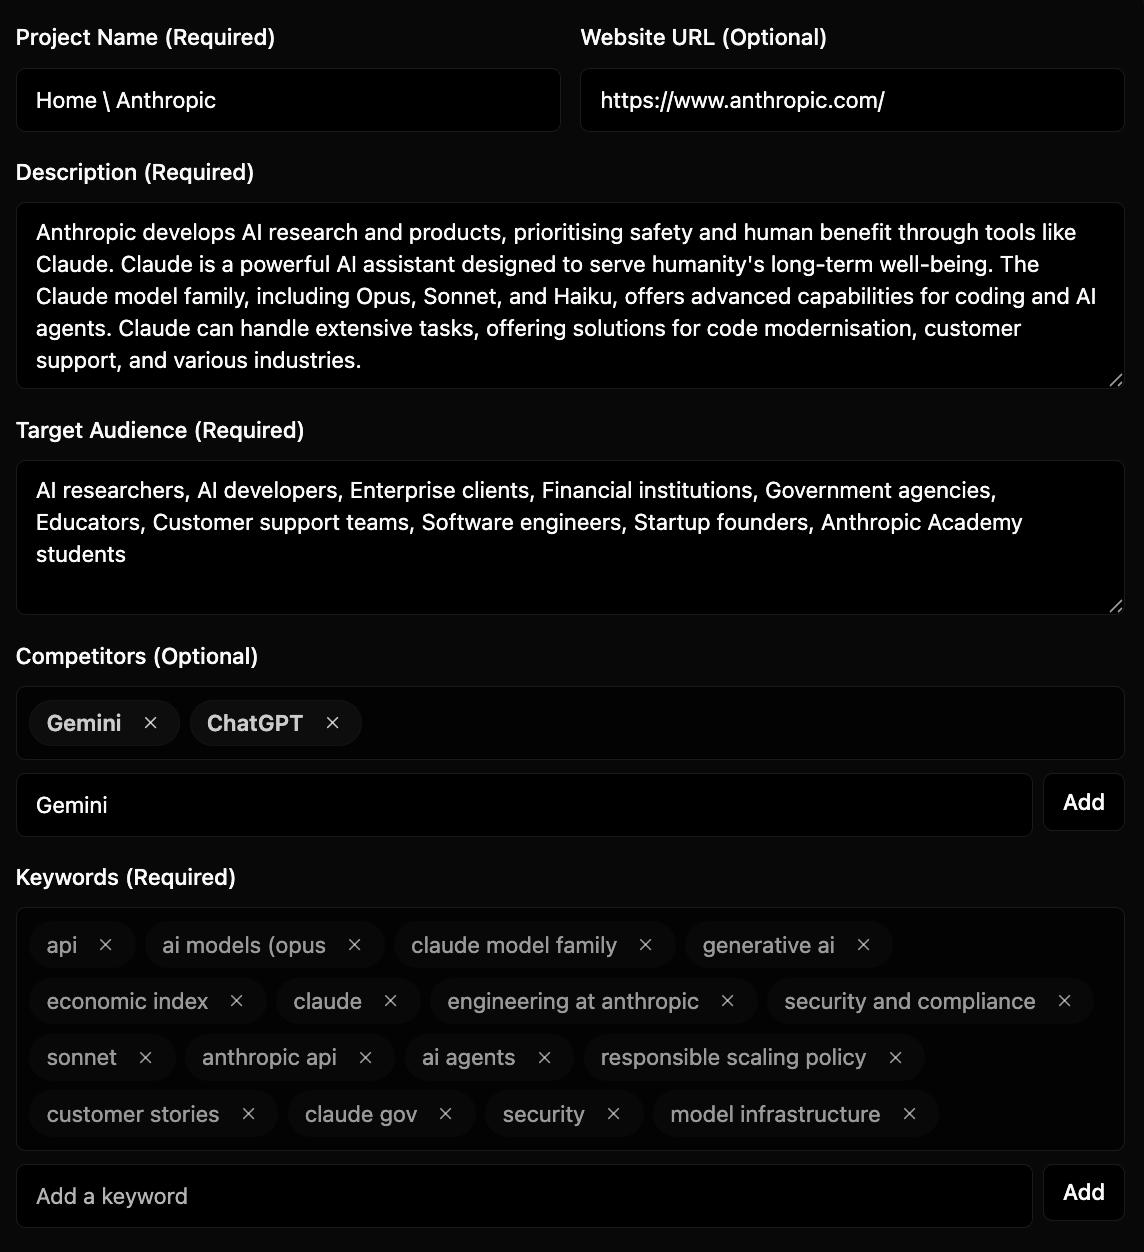 Project Name (Required)
Website URL (Optional)
Home \ Anthropic
https://www.anthropic.com/
Description (Required)
Anthropic develops AI research and products, prioritising safety and human benefit through tools like
Claude. Claude is a powerful AI assistant designed to serve humanity's long-term well-being. The
Claude model family, including Opus, Sonnet, and Haiku, offers advanced capabilities for coding and AI
agents. Claude can handle extensive tasks, offering solutions for code modernisation, customer
support, and various industries.
Target Audience (Required)
AI researchers, AI developers, Enterprise clients, Financial institutions, Government agencies,
Educators, Customer support teams, Software engineers, Startup founders, Anthropic Academy
students
Competitors (Optional)
Gemini × ChatGPT ×
Gemini
Add
Keywords (Required)
api × ai models (opus × claude model family × generative ai ×
economic index × claude × engineering at anthropic × security and compliance ×
sonnet × anthropic api × ai agents × responsible scaling policy ×
customer stories × claude gov × security × model infrastructure ×
Add a keyword
Add